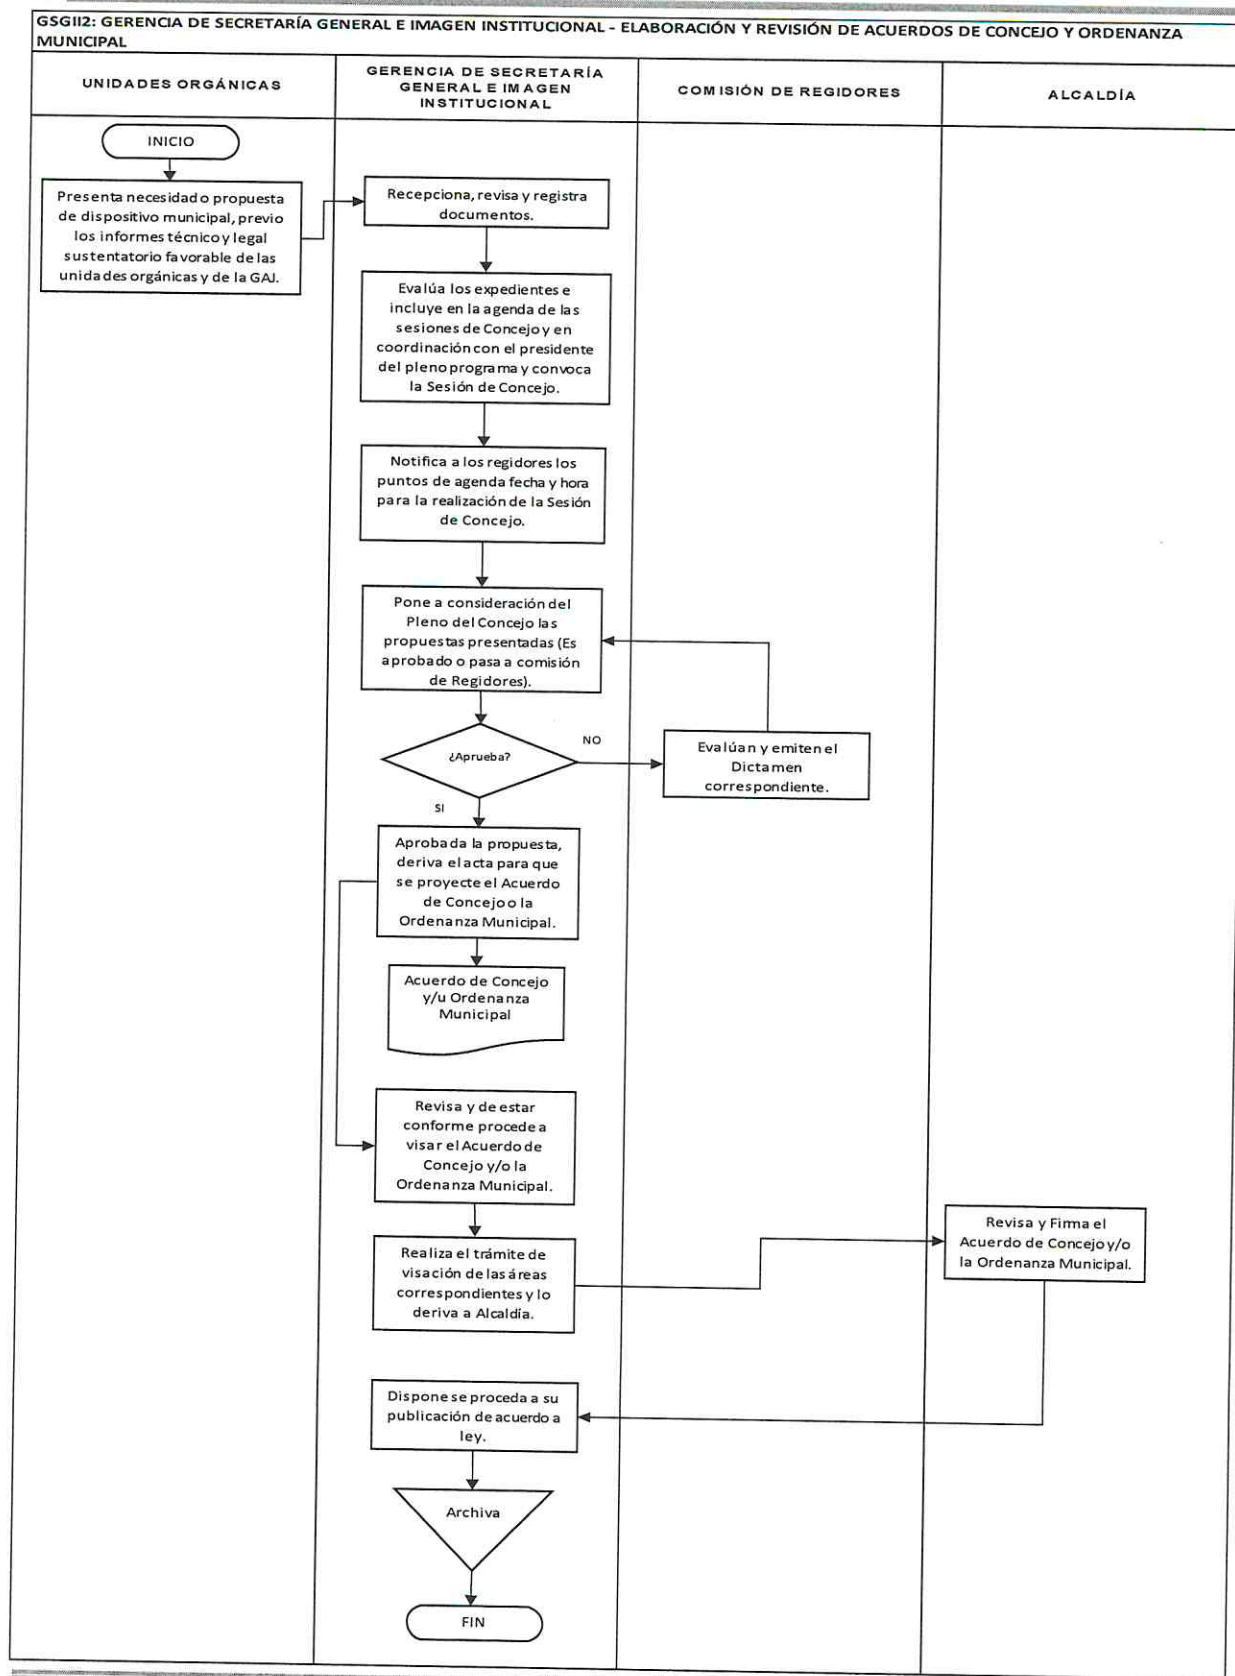 GSGII2: GERENCIA DE SECRETARÍA GENERAL E IMAGEN INSTITUCIONAL - ELABORACIÓN Y REVISIÓN DE ACUERDOS DE CONCEJO Y ORDENANZA
MUNICIPAL
UNIDADES ORGÁNICAS
GERENCIA DE SECRETARÍA
GENERAL E IMAGEN
INSTITUCIONAL
COMISIÓN DE REGIDORES
ALCALDÍA
INICIO
Presenta necesidad o propuesta
de dispositivo municipal, previo
los informes técnico y legal
sustentatorio favorable de las
unidades orgánicas y de la GAJ.
Recepciona, revisa y registra
documentos.
Evalúa los expedientes e
incluye en la agenda de las
sesiones de Concejo y en
coordinación con el presidente
del pleno programa y convoca
la Sesión de Concejo.
Notifica a los regidores los
puntos de agenda fecha y hora
para la realización de la Sesión
de Concejo.
Pone a consideración del
Pleno del Concejo las
propuestas presentadas (Es
aprobado o pasa a comisión
de Regidores).
¿Aprueba?
NO
Evalúan y emiten el
Dictamen
correspondiente.
SI
Aprobada la propuesta,
deriva el acta para que
se proyecte el Acuerdo
de Concejo o la
Ordenanza Municipal.
Acuerdo de Concejo
y/u Ordenanza
Municipal
Revisa y de estar
conforme procede a
visar el Acuerdo de
Concejo y/o la
Ordenanza Municipal.
Realiza el trámite de
visación de las áreas
correspondientes y lo
deriva a Alcaldía.
Revisa y Firma el
Acuerdo de Concejo y/o
la Ordenanza Municipal.
Dispone se proceda a su
publicación de acuerdo a
ley.
Archiva
FIN